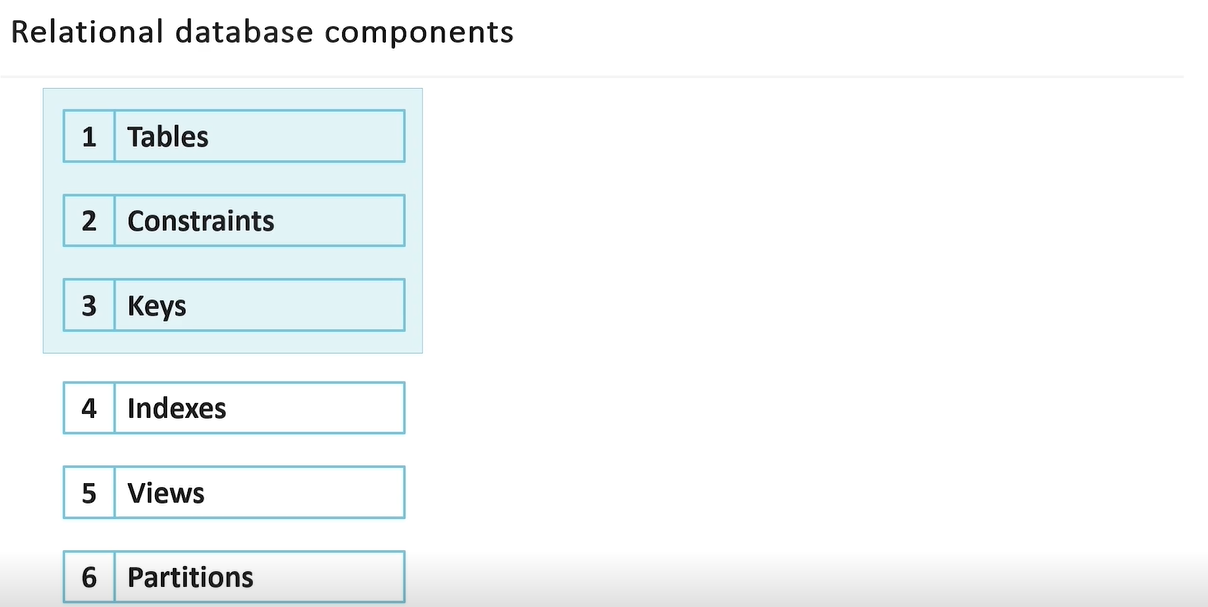 Relational database components
1 Tables
2 Constraints
3 Keys
4 Indexes
5 Views
6 Partitions